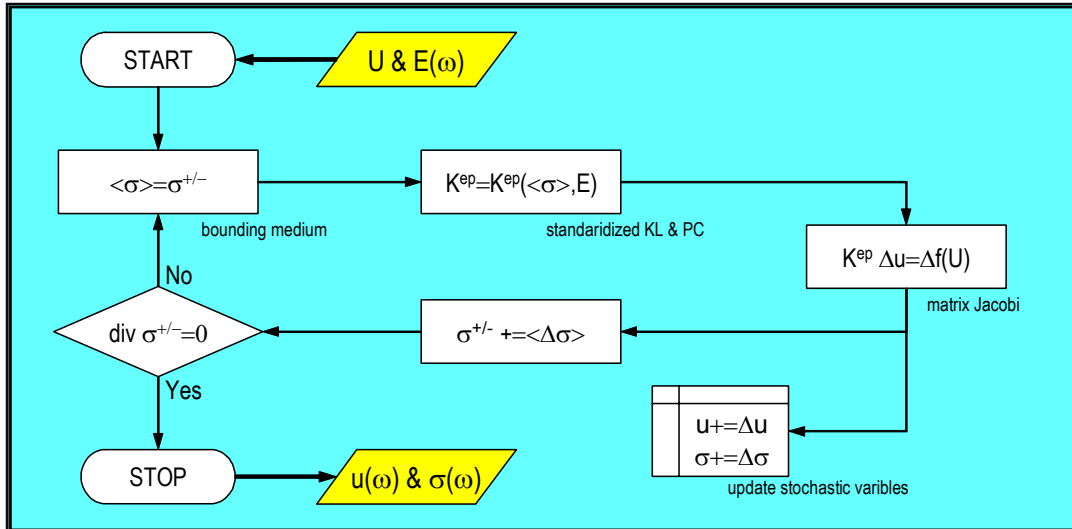 START
U & E(ω)
<σ>=σ⁺/⁻
bounding medium
Kᵉᵖ=Kᵉᵖ(<σ>,E)
standaridized KL & PC
Kᵉᵖ Δu=Δf(U)
matrix Jacobi
No
div σ⁺/⁻=0
σ⁺/⁻ +=<Δσ>
Yes
u+=Δu
σ+=Δσ
update stochastic varibles
STOP
u(ω) & σ(ω)